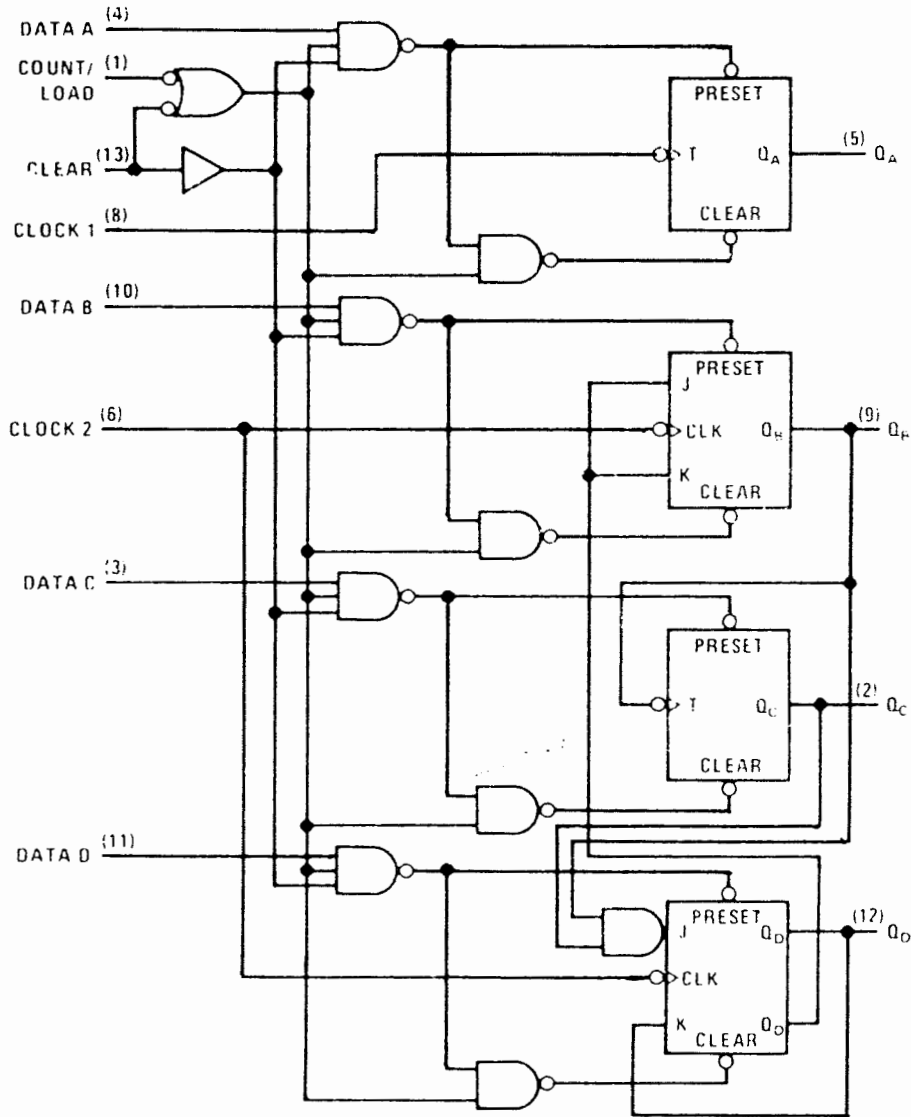 DATA A (4)
COUNT/ (1)
LOAD
CLEAR (13)
CLOCK 1 (8)
PRESET
T QA (5) QA
CLEAR
DATA B (10)
PRESET
J
CLOCK 2 (6)
CLK QB (9) QB
K
CLEAR
DATA C (3)
PRESET
T QC (2) QC
CLEAR
DATA D (11)
PRESET
J QD (12) QD
CLK
K QD
CLEAR